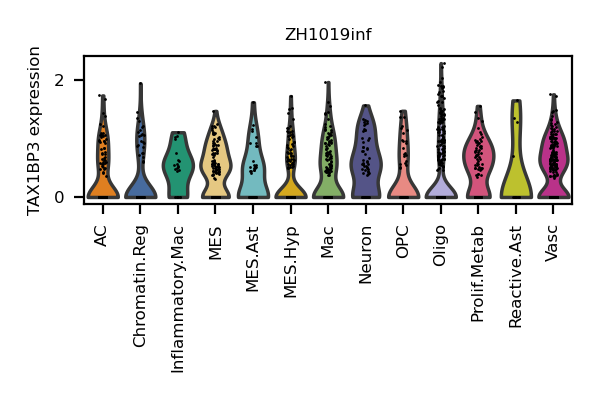 ZH1019inf
TAX1BP3 expression
2
0
AC
Chromatin.Reg
Inflammatory.Mac
MES
MES.Ast
MES.Hyp
Mac
Neuron
OPC
Oligo
Prolif.Metab
Reactive.Ast
Vasc